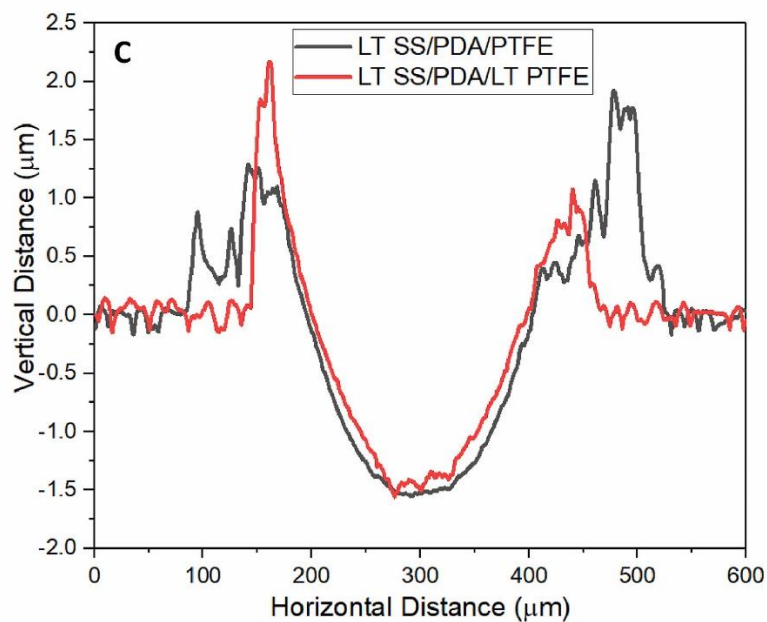 C
LT SS/PDA/PTFE
LT SS/PDA/LT PTFE
Vertical Distance (μm)
2.5
2.0
1.5
1.0
0.5
0.0
-0.5
-1.0
-1.5
-2.0
0 100 200 300 400 500 600
Horizontal Distance (μm)